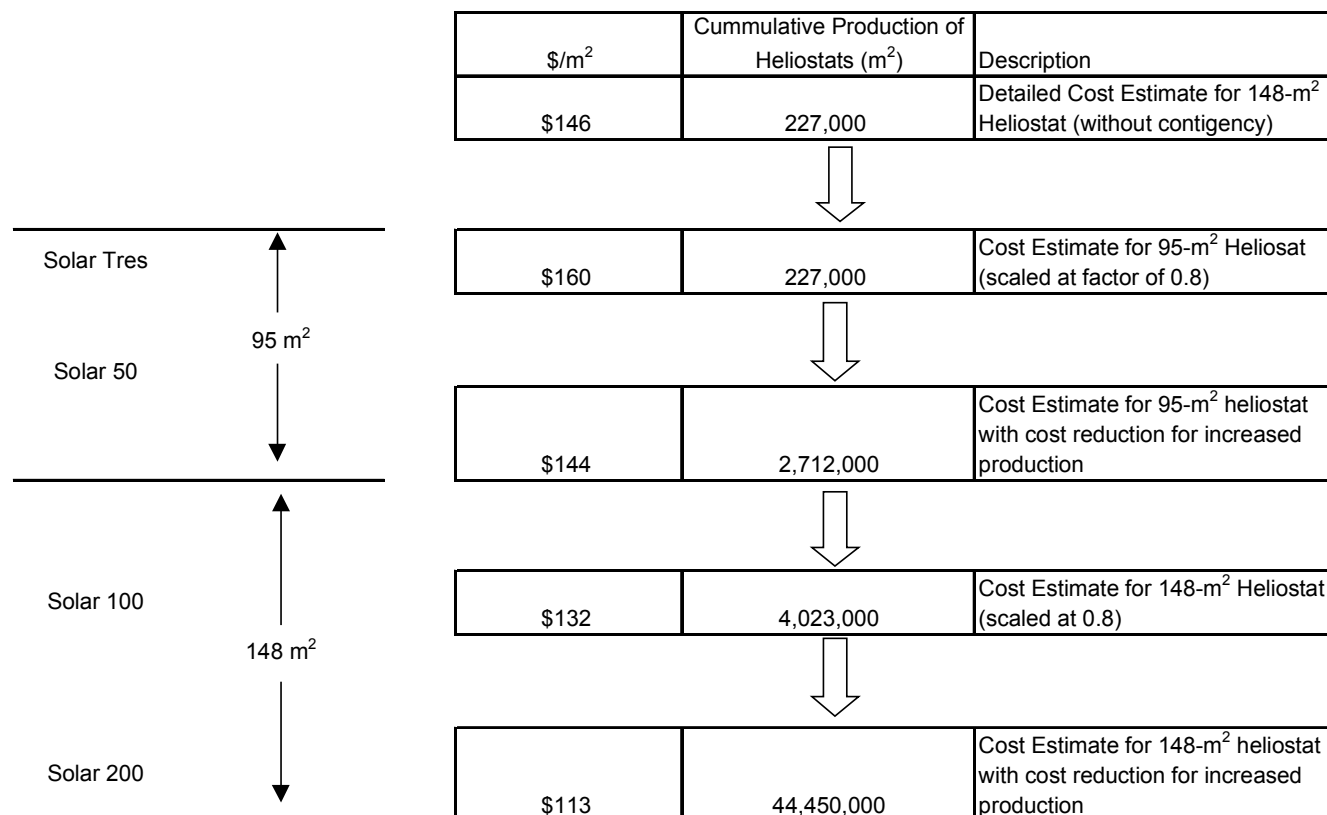 $/m²
Cummulative Production of
Heliostats (m²)
Description
$146
227,000
Detailed Cost Estimate for 148-m²
Heliostat (without contigency)
Solar Tres
95 m²
Solar 50
$160
227,000
Cost Estimate for 95-m² Heliosat
(scaled at factor of 0.8)
$144
2,712,000
Cost Estimate for 95-m² heliostat
with cost reduction for increased
production
Solar 100
148 m²
Solar 200
$132
4,023,000
Cost Estimate for 148-m² Heliostat
(scaled at 0.8)
$113
44,450,000
Cost Estimate for 148-m² heliostat
with cost reduction for increased
production